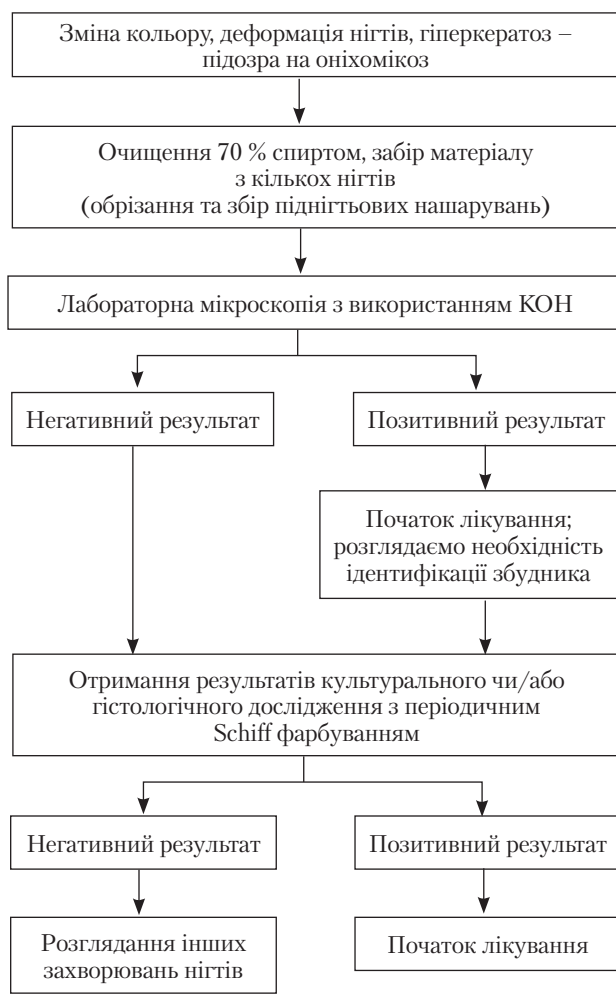 Зміна кольору, деформація нігтів, гіперкератоз –
підозра на оніхомікоз
Очищення 70 % спиртом, забір матеріалу
з кількох нігтів
(обрізання та збір піднігтьових нашарувань)
Лабораторна мікроскопія з використанням КОН
Негативний результат
Позитивний результат
Початок лікування;
розглядаємо необхідність
ідентифікації збудника
Отримання результатів культурального чи/або
гістологічного дослідження з періодичним
Schiff фарбуванням
Негативний результат
Позитивний результат
Розглядання інших
захворювань нігтів
Початок лікування